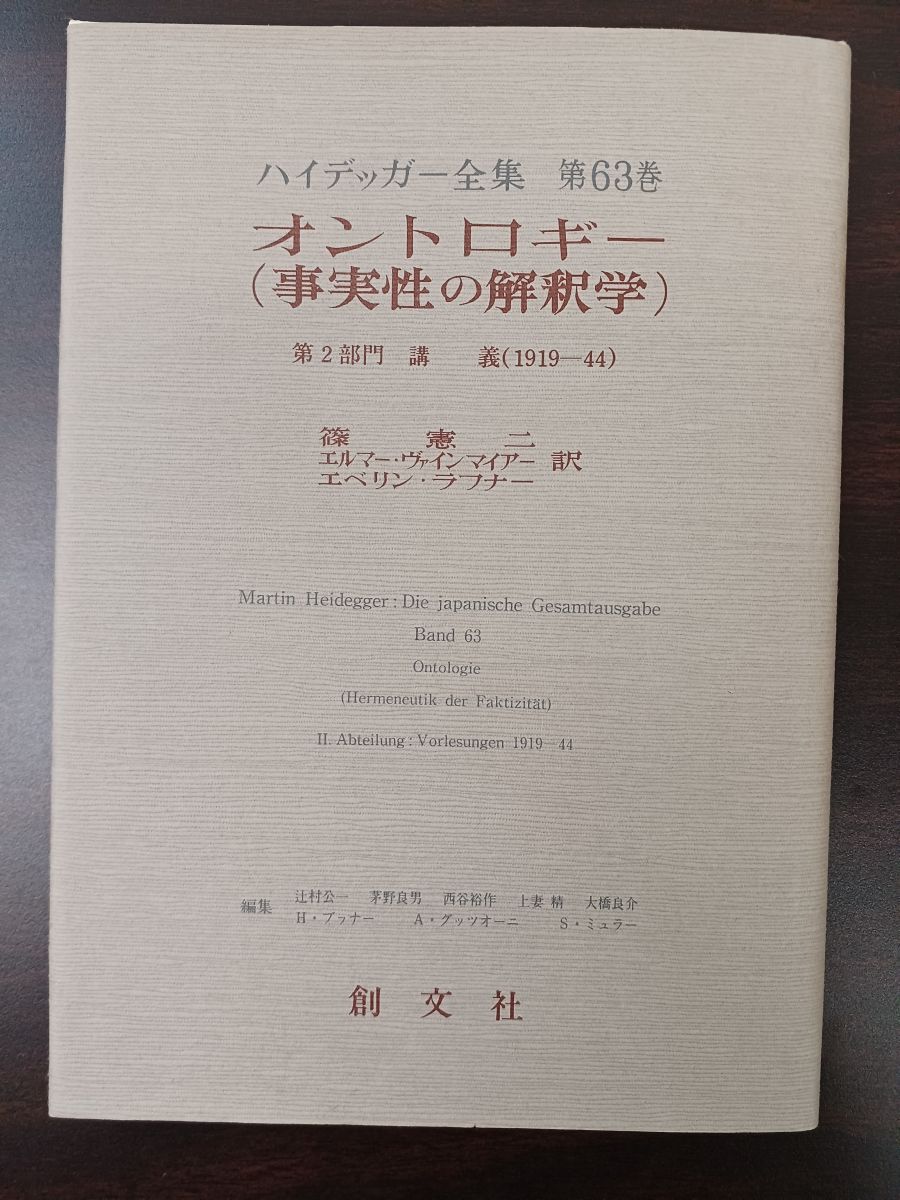 ハイデッガー全集 第63巻
オントロギー
(事実性の解釈学)
第2部門 講 義(1919—44)
篠 憲 二
エルマー・ヴァインマイアー 訳
エベリン・ラフナー
Martin Heidegger : Die japanische Gesamtausgabe
Band 63
Ontologie
(Hermeneutik der Faktizität)
II. Abteilung : Vorlesungen 1919—44
編集
辻村公一 茅野良男 西谷裕作 上妻 精 大橋良介
H・ブッナー A・グッツオーニ S・ミュラー
創文社